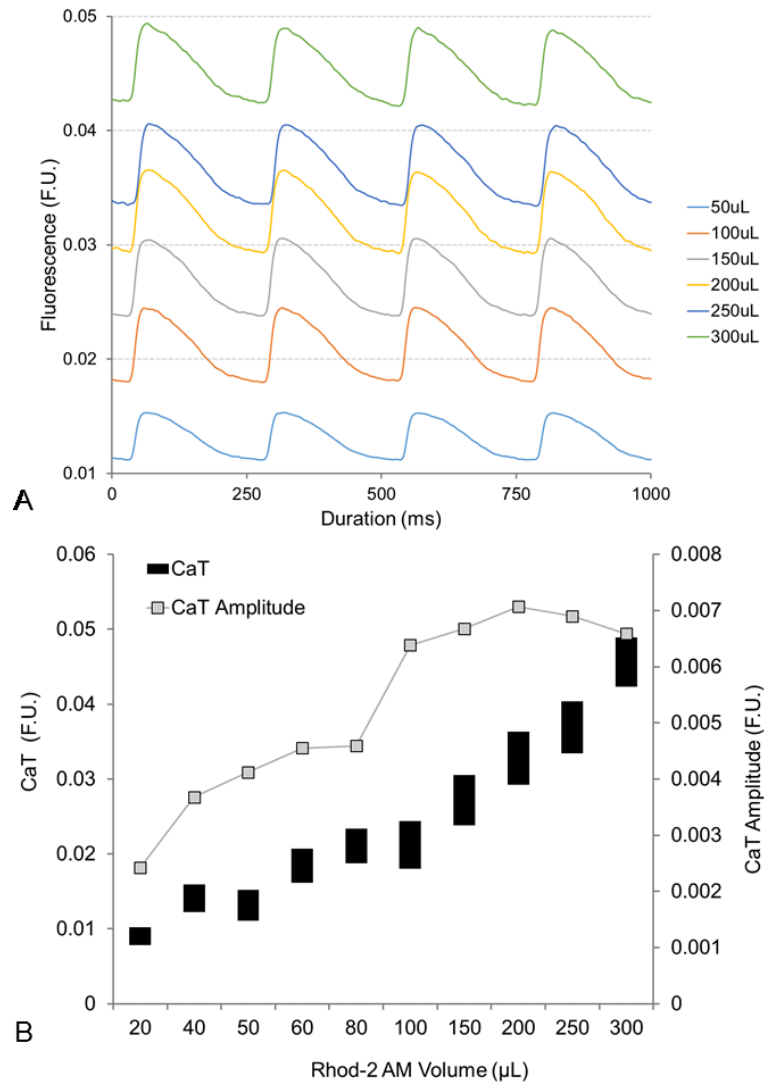 0.05
0.04
0.03
0.02
0.01
Fluorescence (F.U.)
0 250 500 750 1000
Duration (ms)
50uL
100uL
150uL
200uL
250uL
300uL
A
0.06
0.05
0.04
0.03
0.02
0.01
0
CaT (F.U.)
CaT
CaT Amplitude
0.008
0.007
0.006
0.005
0.004
0.003
0.002
0.001
0
CaT Amplitude (F.U.)
20 40 50 60 80 100 150 200 250 300
Rhod-2 AM Volume (µL)
B